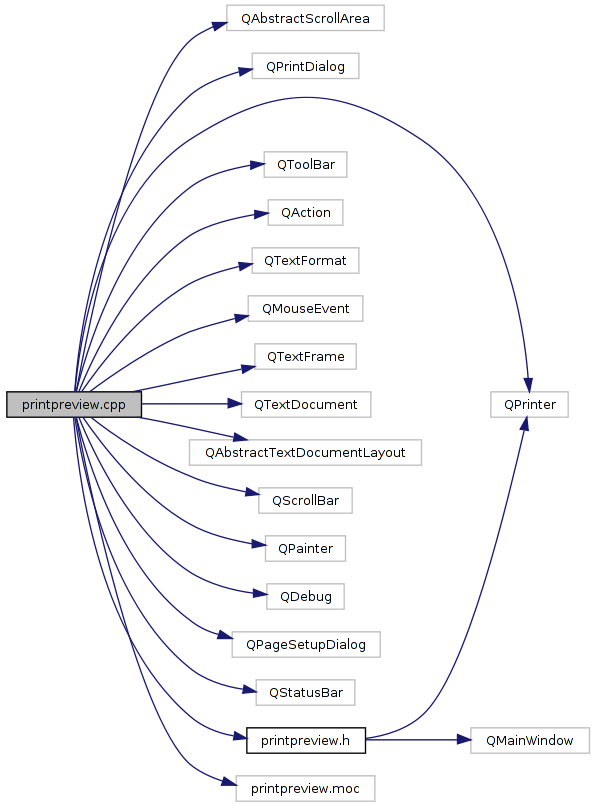 QAbstractScrollArea
QPrintDialog
QToolBar
QAction
QTextFormat
QMouseEvent
QTextFrame
printpreview.cpp
QTextDocument
QPrinter
QAbstractTextDocumentLayout
QScrollBar
QPainter
QDebug
QPageSetupDialog
QStatusBar
printpreview.h
QMainWindow
printpreview.moc